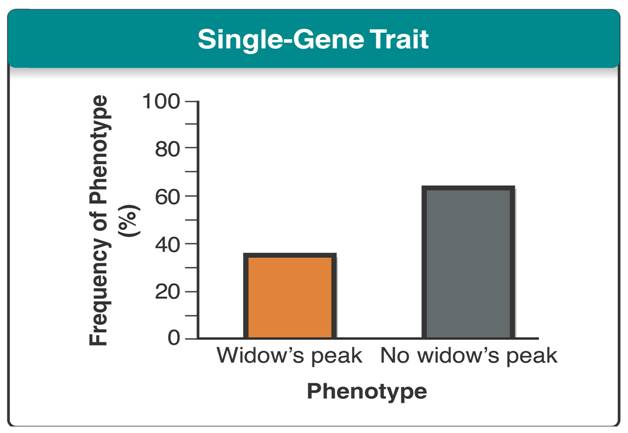 Single-Gene Trait
Frequency of Phenotype
(%)
100
80
60
40
20
0
Widow's peak No widow's peak
Phenotype